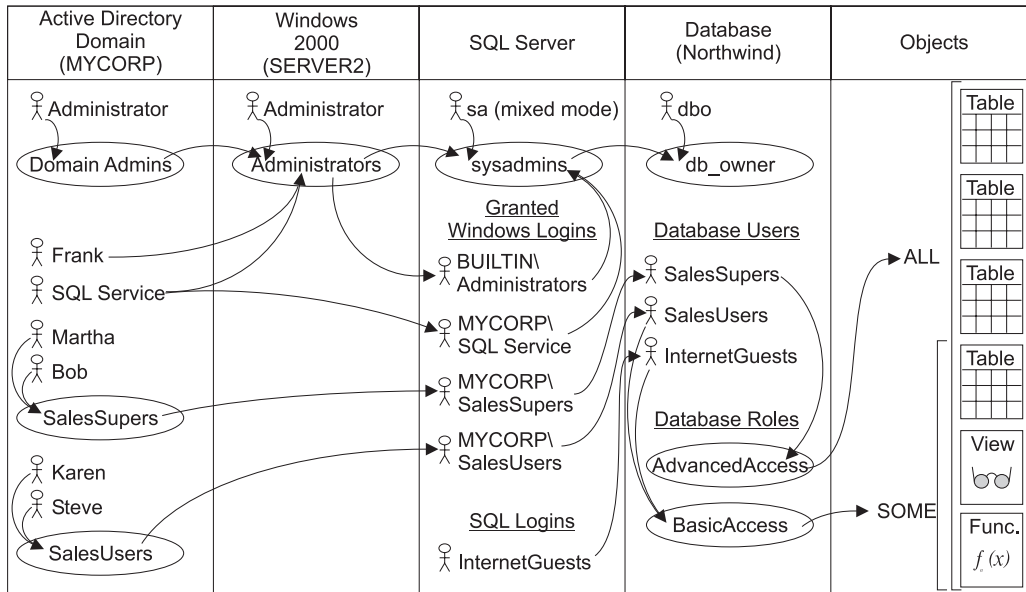 Active Directory
Domain
(MYCORP)
Windows
2000
(SERVER2)
SQL Server
Database
(Northwind)
Objects
Administrator
Domain Admins
Frank
SQL Service
Martha
Bob
SalesSupers
Karen
Steve
SalesUsers
Administrator
Administrators
sa (mixed mode)
sysadmins
Granted
Windows Logins
BUILTIN\
Administrators
MYCORP\
SQL Service
MYCORP\
SalesSupers
MYCORP\
SalesUsers
SQL Logins
InternetGuests
dbo
db_owner
Database Users
SalesSupers
SalesUsers
InternetGuests
Database Roles
AdvancedAccess
BasicAccess
ALL
SOME
Table
Table
Table
Table
View
Func.
f (x)